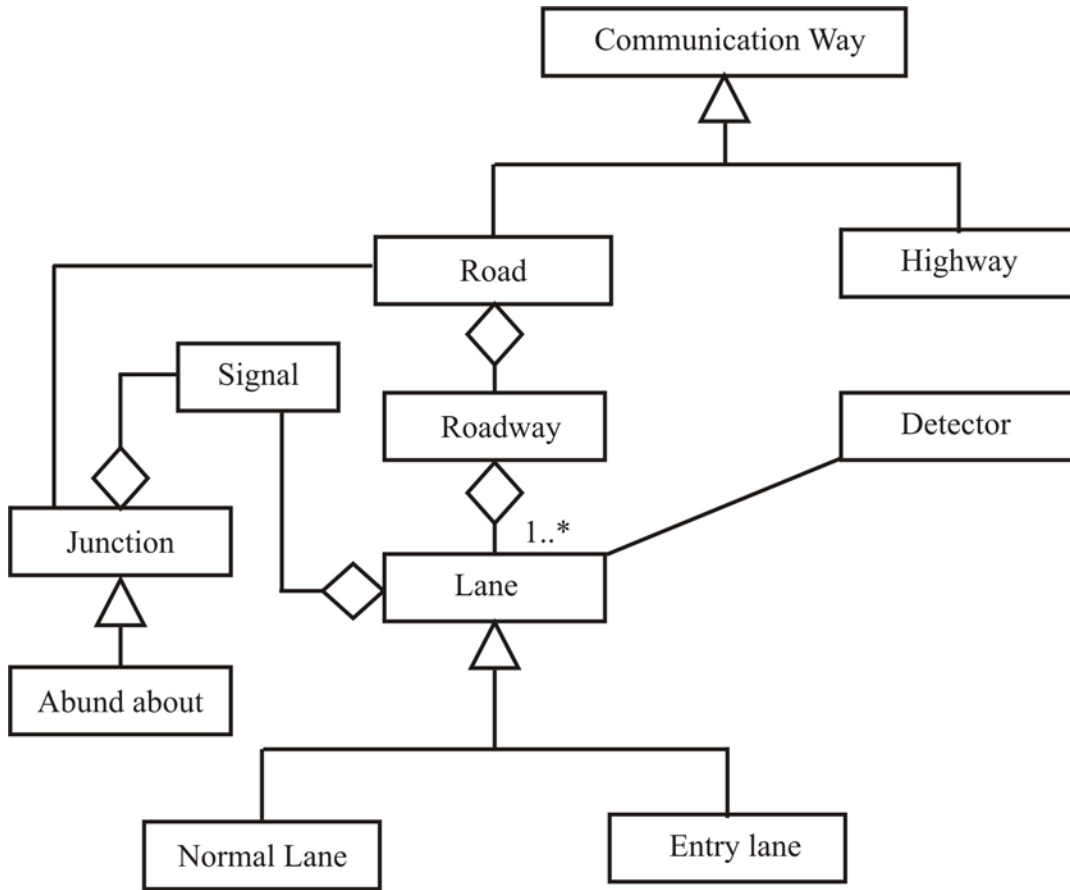 Communication Way
Road
Highway
Signal
Roadway
Detector
Junction
1..*
Lane
Abund about
Normal Lane
Entry lane